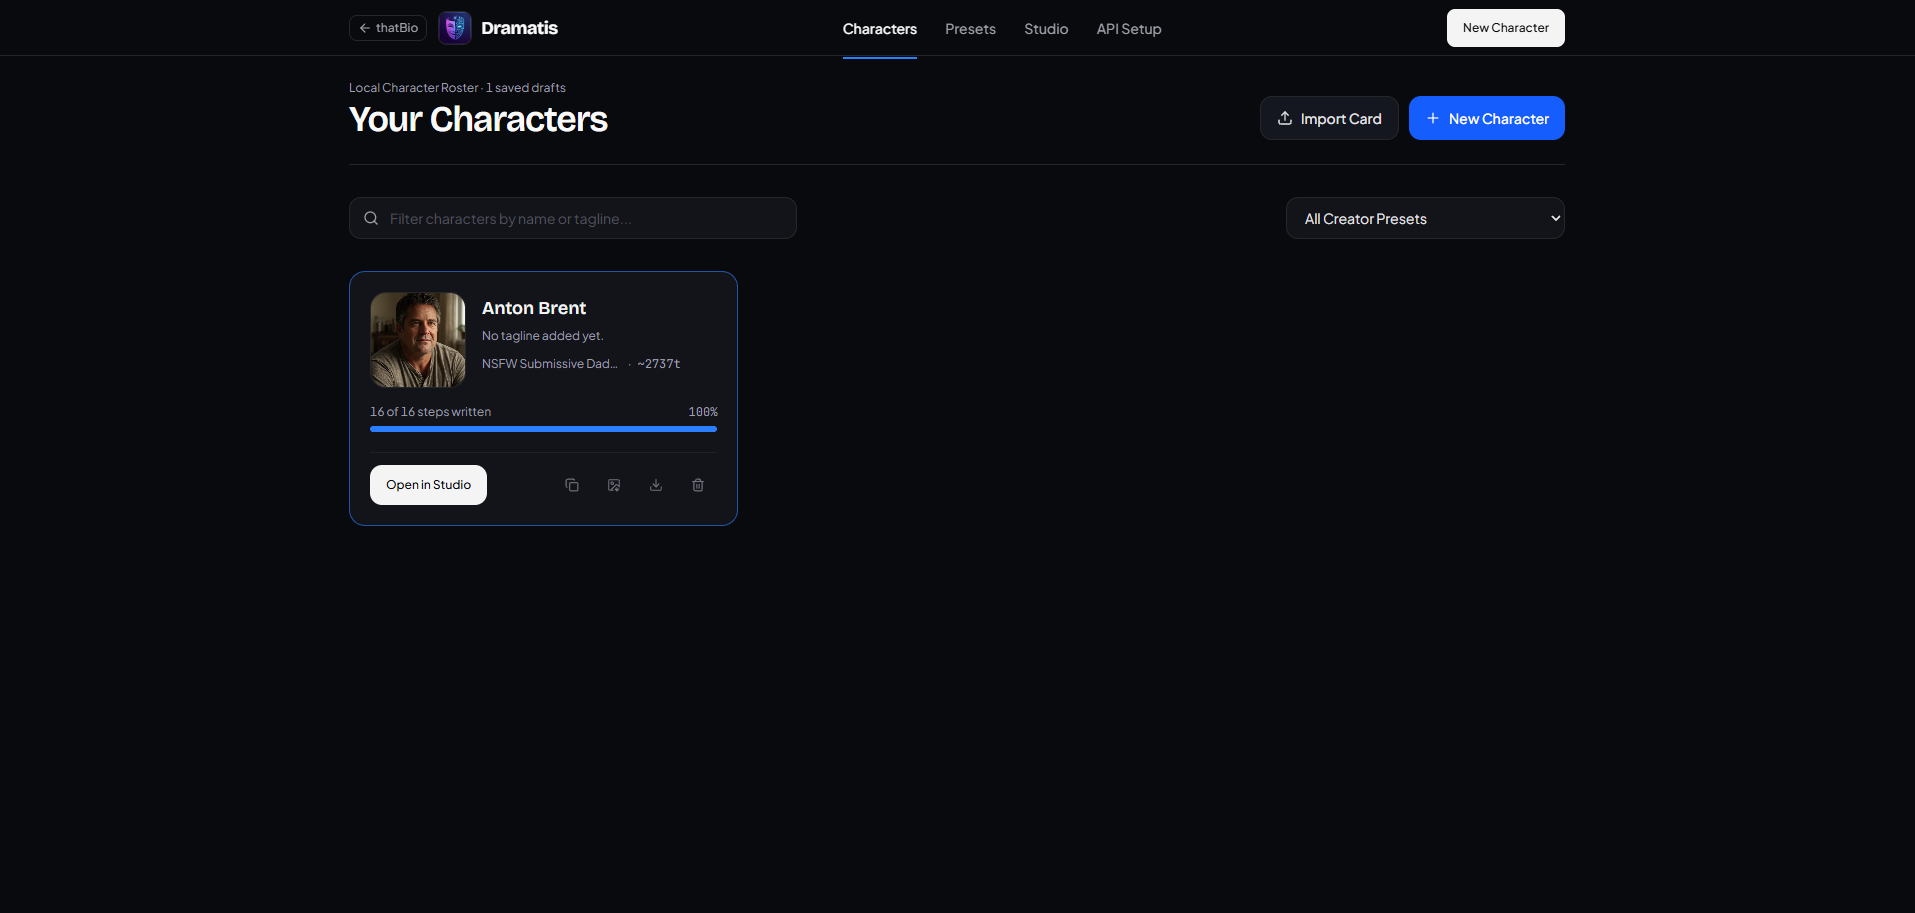 thatBio
Dramatis
Characters
Presets
Studio
API Setup
New Character
Local Character Roster · 1 saved drafts
Your Characters
Import Card
New Character
Filter characters by name or tagline...
All Creator Presets
Anton Brent
No tagline added yet.
NSFW Submissive Dad... · ~2737t
16 of 16 steps written
100%
Open in Studio